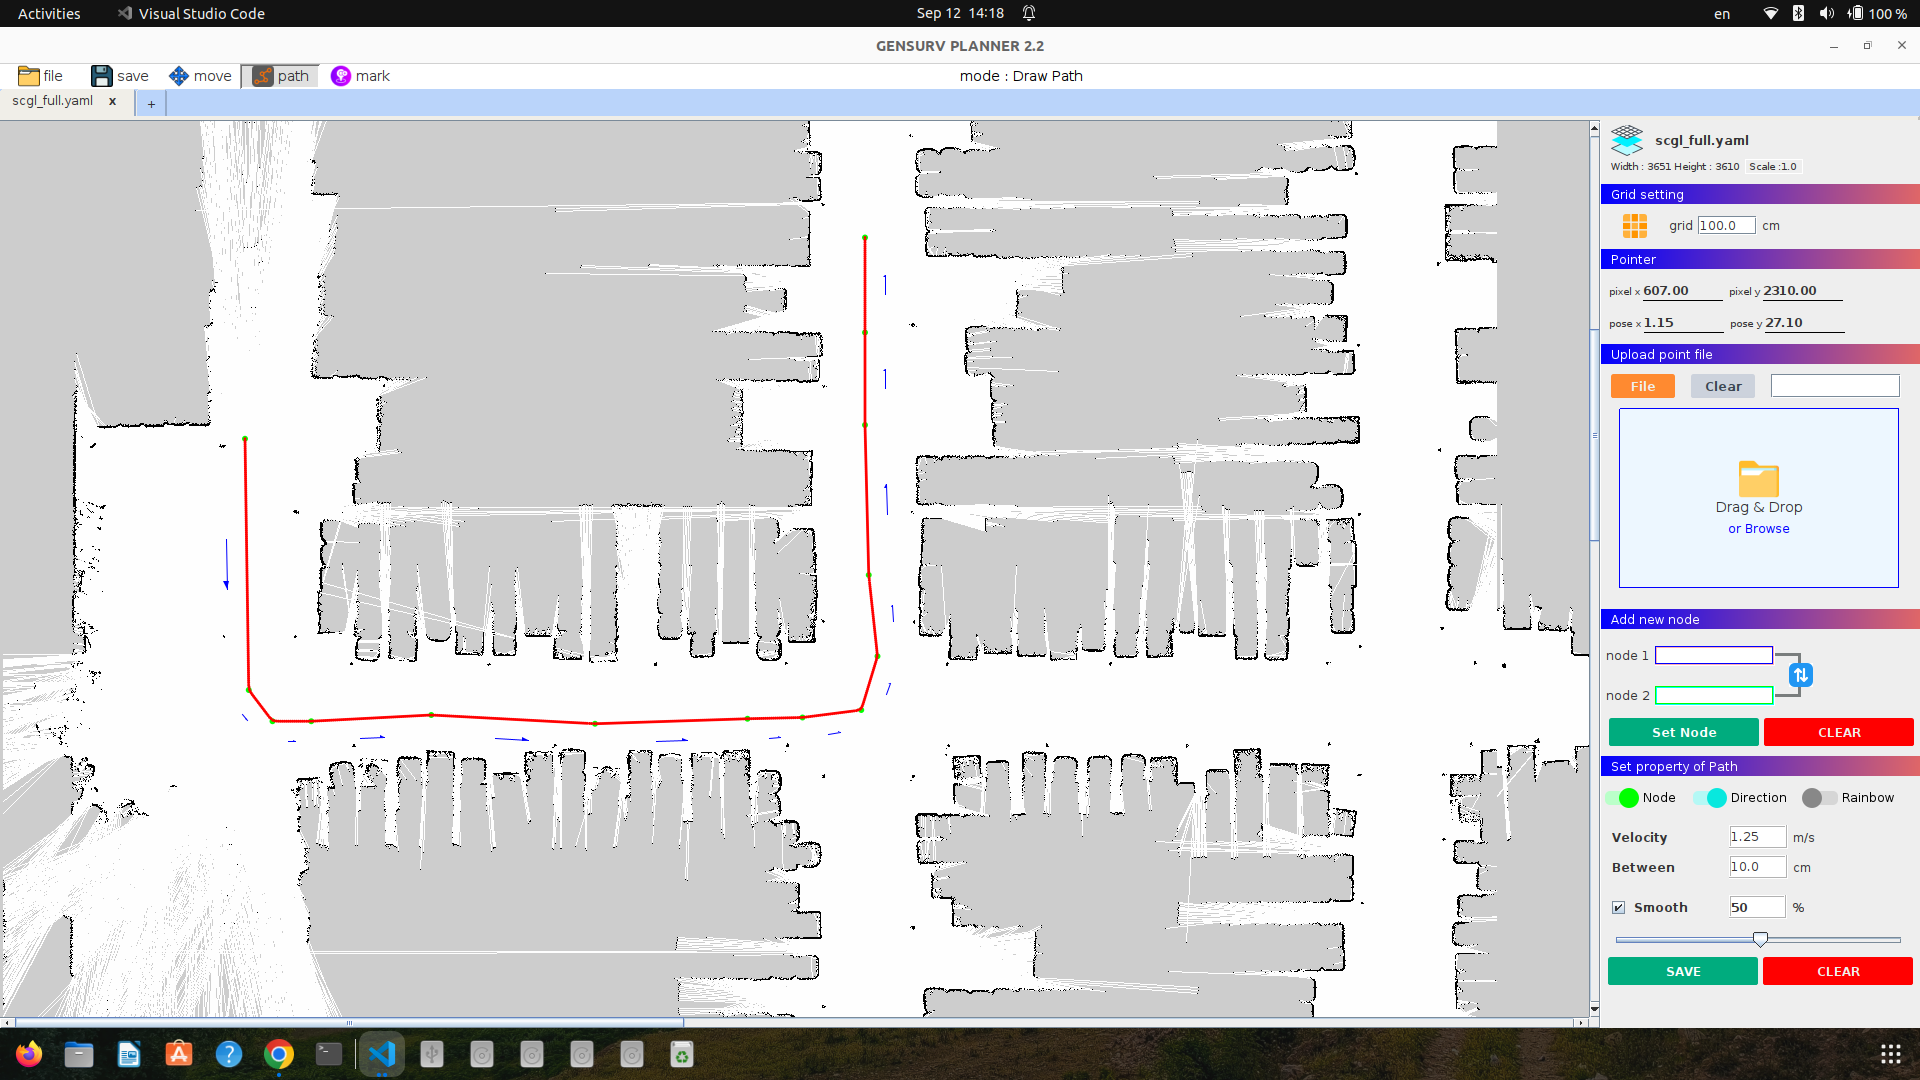 Activities
Visual Studio Code
Sep 12 14:18
en
100 %
GENSURV PLANNER 2.2
file
save
move
path
mark
mode : Draw Path
scgl_full.yaml x
+
scgl_full.yaml
Width : 3651 Height : 3610 Scale :1.0
Grid setting
grid 100.0 cm
Pointer
pixel x 607.00 pixel y 2310.00
pose x 1.15 pose y 27.10
Upload point file
File Clear
Drag & Drop
or Browse
Add new node
node 1
node 2
Set Node CLEAR
Set property of Path
Node Direction Rainbow
Velocity 1.25 m/s
Between 10.0 cm
Smooth 50 %
SAVE CLEAR